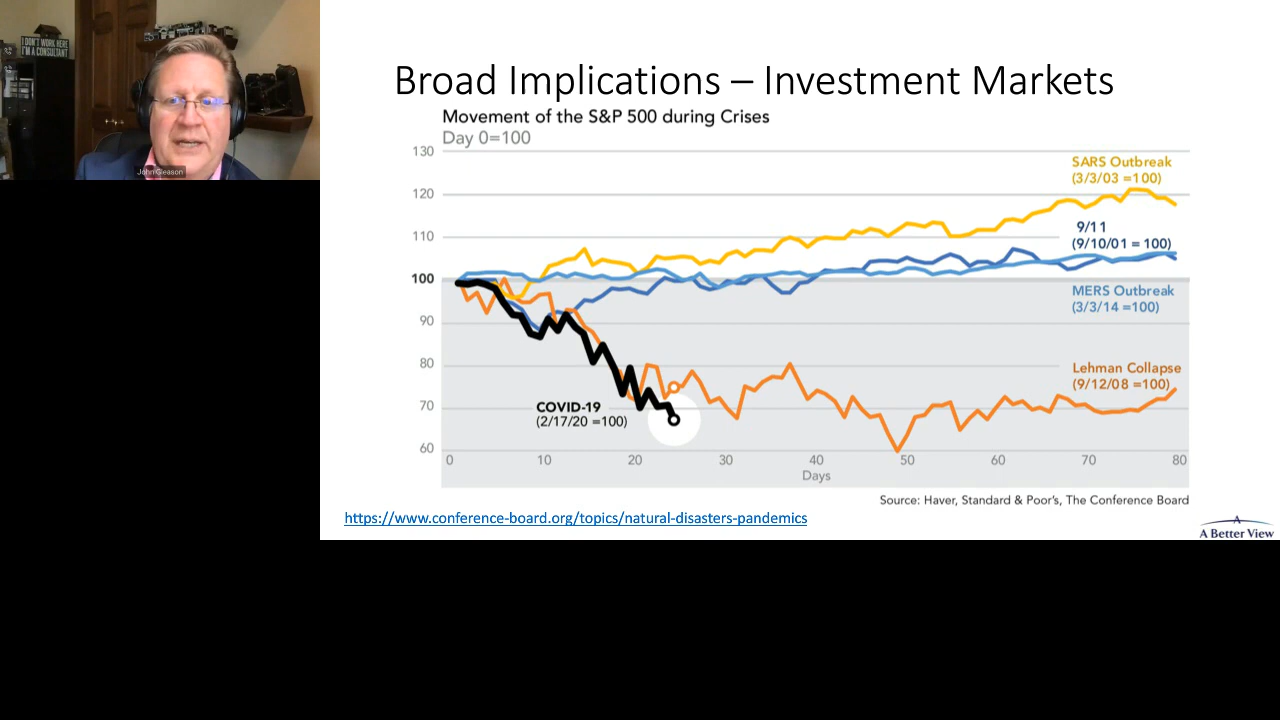 I DON'T WORK HERE
I'M A CONSULTANT
John Gleason
Broad Implications – Investment Markets
Movement of the S&P 500 during Crises
Day 0=100
130
120
110
100
90
80
70
60
SARS Outbreak
(3/3/03 =100)
9/11
(9/10/01 = 100)
MERS Outbreak
(3/3/14 =100)
Lehman Collapse
(9/12/08 =100)
COVID-19
(2/17/20 =100)
0 10 20 30 40 50 60 70 80
Days
Source: Haver, Standard & Poor's, The Conference Board
https://www.conference-board.org/topics/natural-disasters-pandemics
A Better View